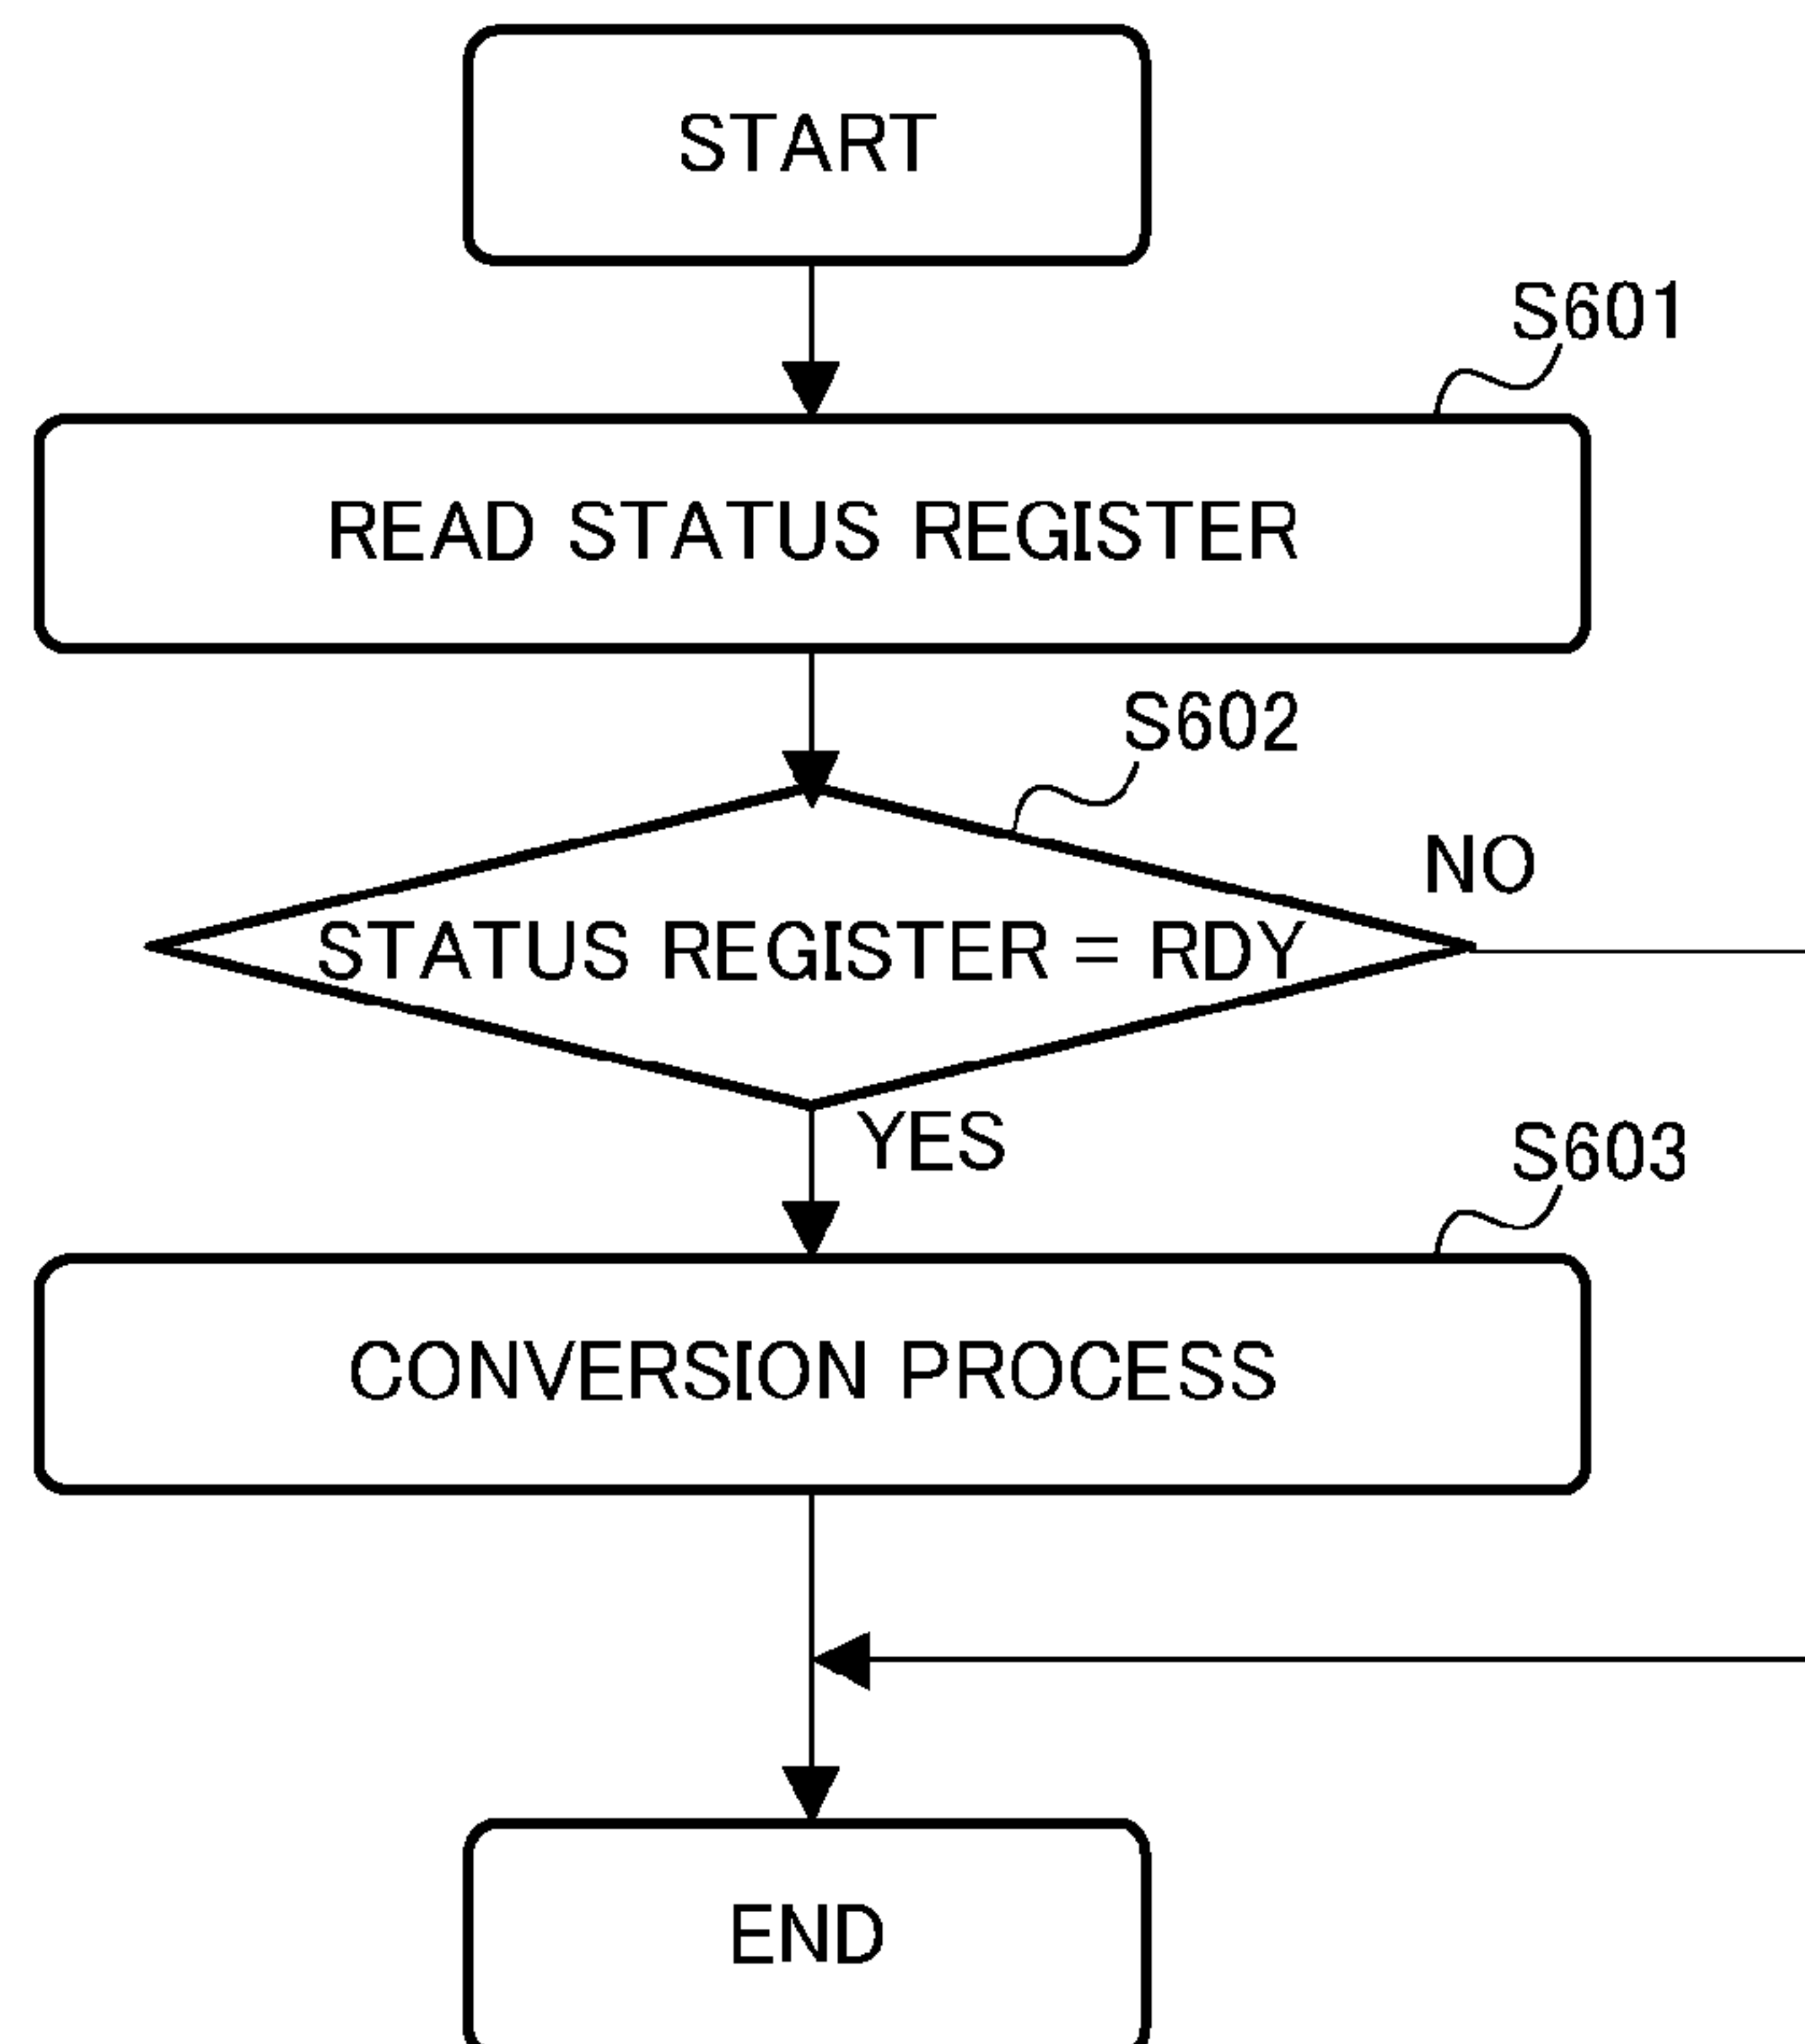 START
S601
READ STATUS REGISTER
S602
NO
STATUS REGISTER = RDY
YES
S603
CONVERSION PROCESS
END